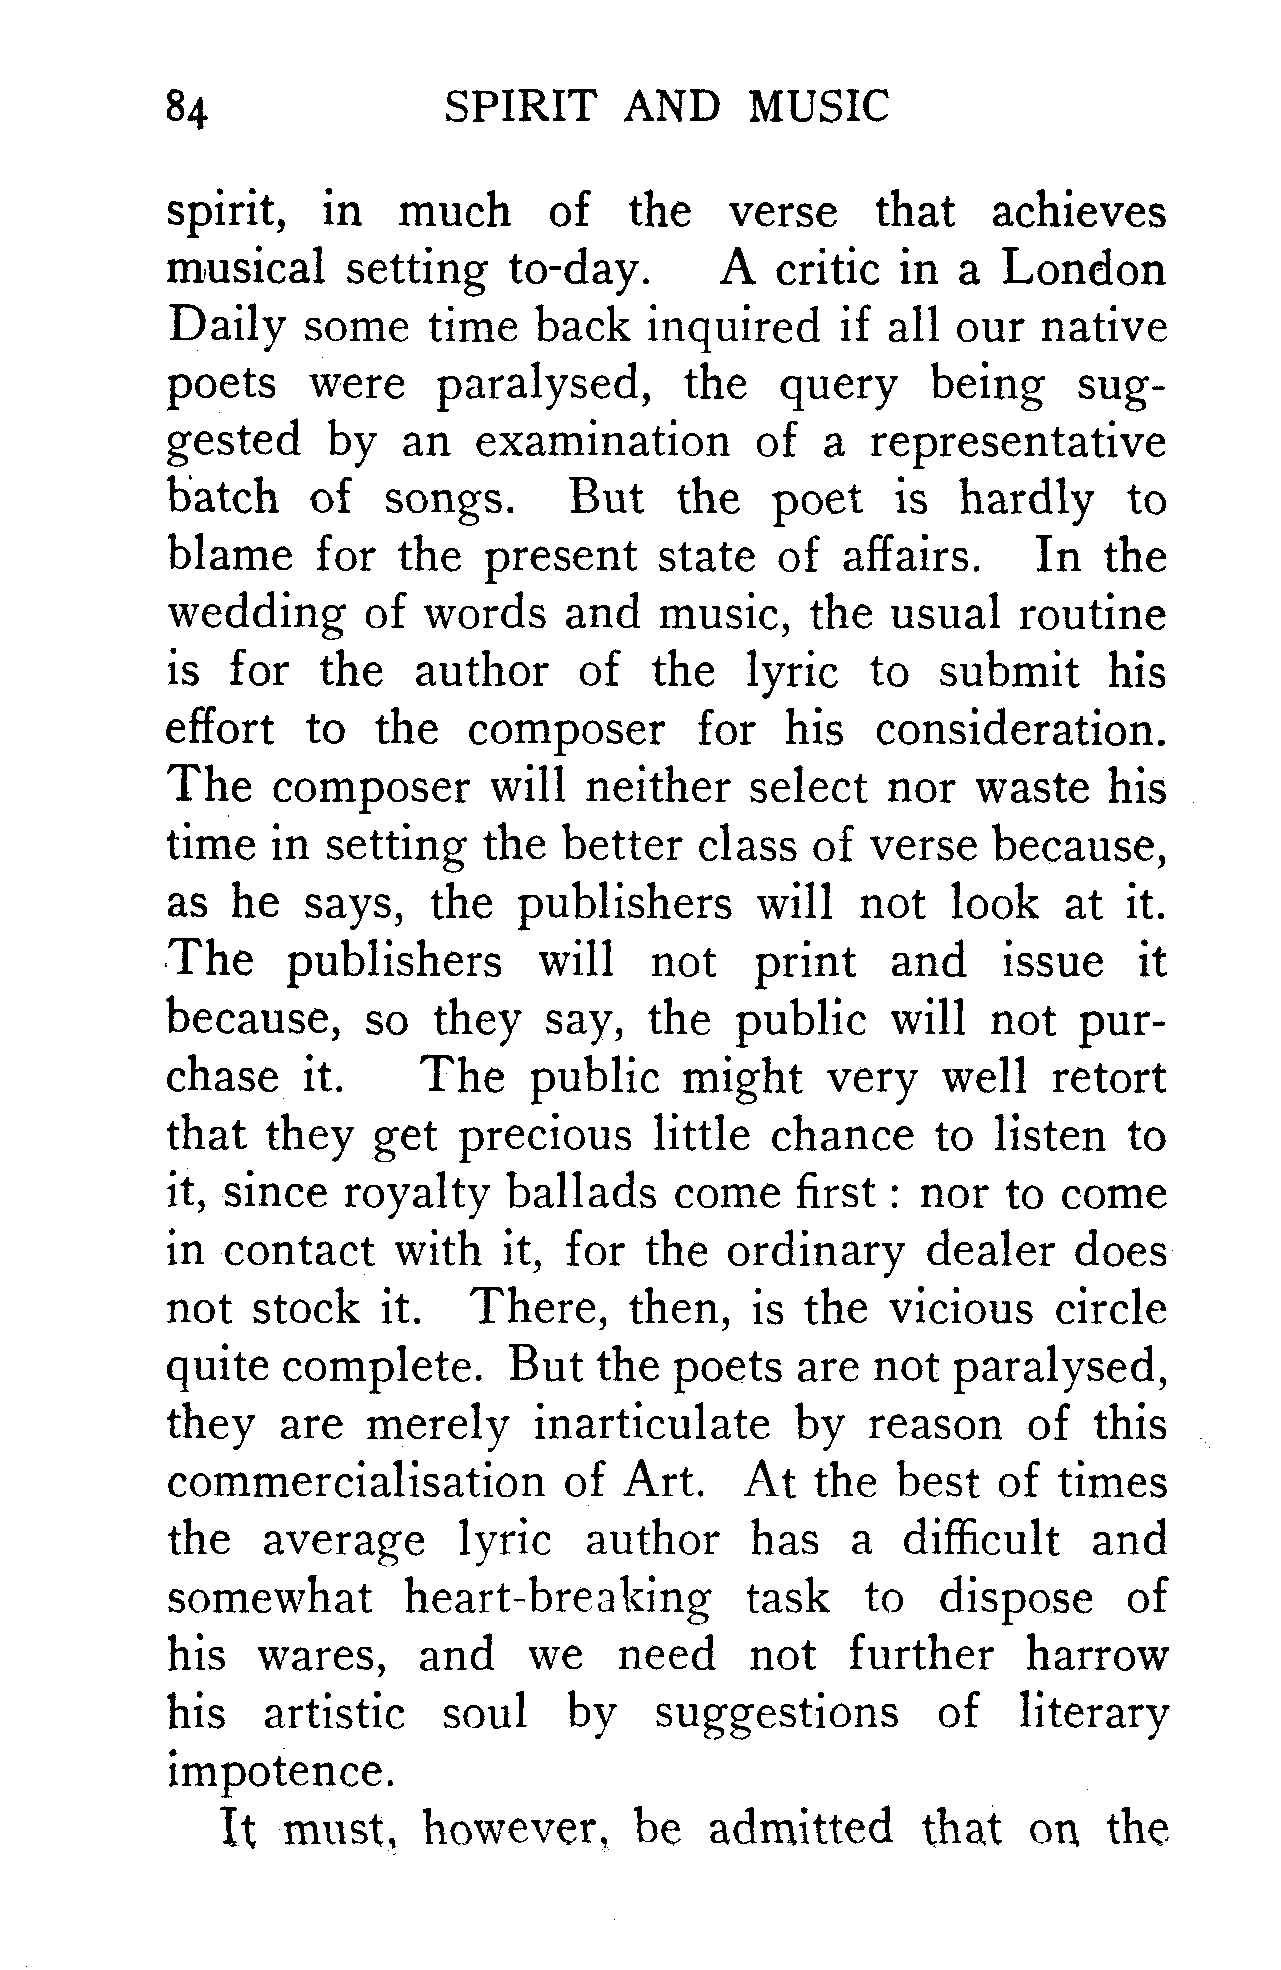 84 SPIRIT AND MUSIC
spirit, in much of the verse that achieves
musical setting to-day. A critic in a London
Daily some time back inquired if all our native
poets were paralysed, the query being sug-
gested by an examination of a representative
batch of songs. But the poet is hardly to
blame for the present state of affairs. In the
wedding of words and music, the usual routine
is for the author of the lyric to submit his
effort to the composer for his consideration.
The composer will neither select nor waste his
time in setting the better class of verse because,
as he says, the publishers will not look at it.
The publishers will not print and issue it
because, so they say, the public will not pur-
chase it. The public might very well retort
that they get precious little chance to listen to
it, since royalty ballads come first : nor to come
in contact with it, for the ordinary dealer does
not stock it. There, then, is the vicious circle
quite complete. But the poets are not paralysed,
they are merely inarticulate by reason of this
commercialisation of Art. At the best of times
the average lyric author has a difficult and
somewhat heart-breaking task to dispose of
his wares, and we need not further harrow
his artistic soul by suggestions of literary
impotence.
It must, however, be admitted that on the